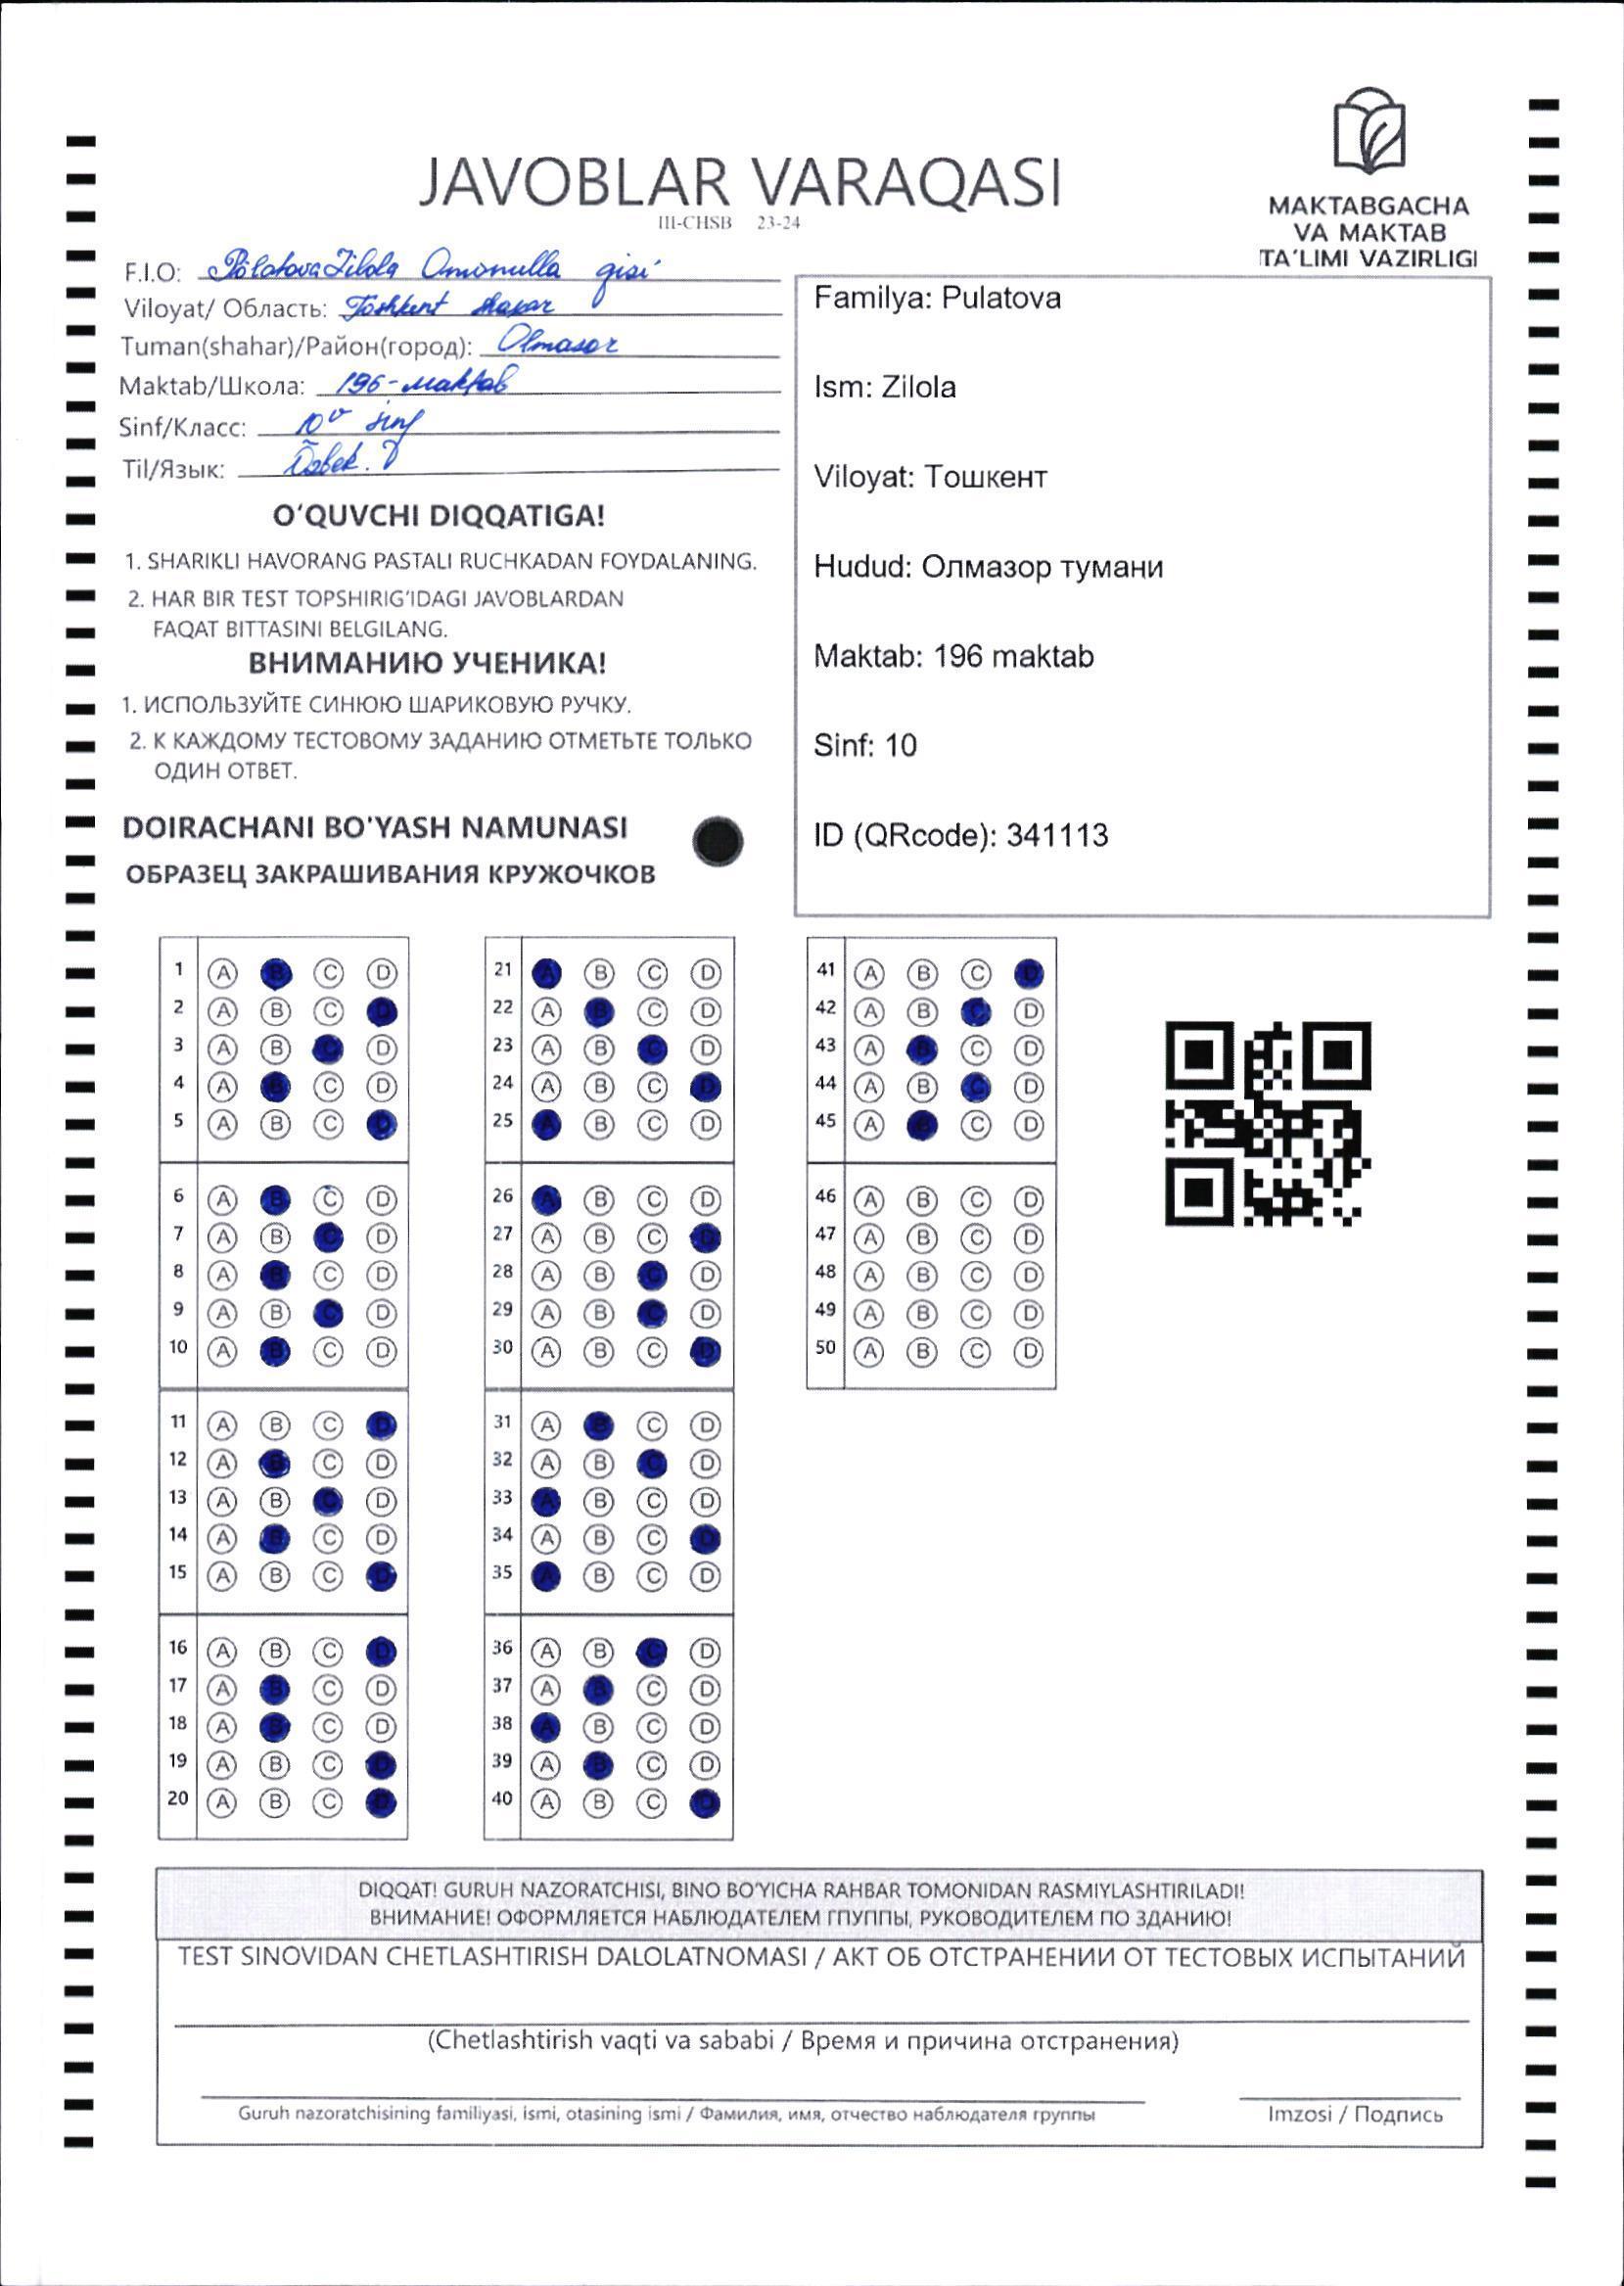 JAVOBLAR VARAQASI
III-CHSB 23-24
MAKTABGACHA
VA MAKTAB
TA'LIMI VAZIRLIGI
F.I.O: Pölatova Zilola Omonulla qizi
Viloyat/ Область: Toshkent shaxar
Tuman(shahar)/Район(город): Olmazor
Maktab/Школа: 196-maktab
Sinf/Класс: 10 v sinf
Til/Язык: Õzbek.
O'QUVCHI DIQQATIGA!
1. SHARIKLI HAVORANG PASTALI RUCHKADAN FOYDALANING.
2. HAR BIR TEST TOPSHIRIG'IDAGI JAVOBLARDAN
FAQAT BITTASINI BELGILANG.
ВНИМАНИЮ УЧЕНИКА!
1. ИСПОЛЬЗУЙТЕ СИНЮЮ ШАРИКОВУЮ РУЧКУ.
2. К КАЖДОМУ ТЕСТОВОМУ ЗАДАНИЮ ОТМЕТЬТЕ ТОЛЬКО
ОДИН ОТВЕТ.
DOIRACHANI BO'YASH NAMUNASI
ОБРАЗЕЦ ЗАКРАШИВАНИЯ КРУЖОЧКОВ
Familya: Pulatova
Ism: Zilola
Viloyat: Тошкент
Hudud: Олмазор тумани
Maktab: 196 maktab
Sinf: 10
ID (QRcode): 341113
1 A B C D
2 A B C D
3 A B C D
4 A B C D
5 A B C D
6 A B C D
7 A B C D
8 A B C D
9 A B C D
10 A B C D
11 A B C D
12 A B C D
13 A B C D
14 A B C D
15 A B C D
16 A B C D
17 A B C D
18 A B C D
19 A B C D
20 A B C D
21 A B C D
22 A B C D
23 A B C D
24 A B C D
25 A B C D
26 A B C D
27 A B C D
28 A B C D
29 A B C D
30 A B C D
31 A B C D
32 A B C D
33 A B C D
34 A B C D
35 A B C D
36 A B C D
37 A B C D
38 A B C D
39 A B C D
40 A B C D
41 A B C D
42 A B C D
43 A B C D
44 A B C D
45 A B C D
46 A B C D
47 A B C D
48 A B C D
49 A B C D
50 A B C D
DIQQAT! GURUH NAZORATCHISI, BINO BO'YICHA RAHBAR TOMONIDAN RASMIYLASHTIRILADI!
ВНИМАНИЕ! ОФОРМЛЯЕТСЯ НАБЛЮДАТЕЛЕМ ГПУППЫ, РУКОВОДИТЕЛЕМ ПО ЗДАНИЮ!
TEST SINOVIDAN CHETLASHTIRISH DALOLATNOMASI / АКТ ОБ ОТСТРАНЕНИИ ОТ ТЕСТОВЫХ ИСПЫТАНИЙ
(Chetlashtirish vaqti va sababi / Время и причина отстранения)
Guruh nazoratchisining familiyasi, ismi, otasining ismi / Фамилия, имя, отчество наблюдателя группы
Imzosi / Подпись